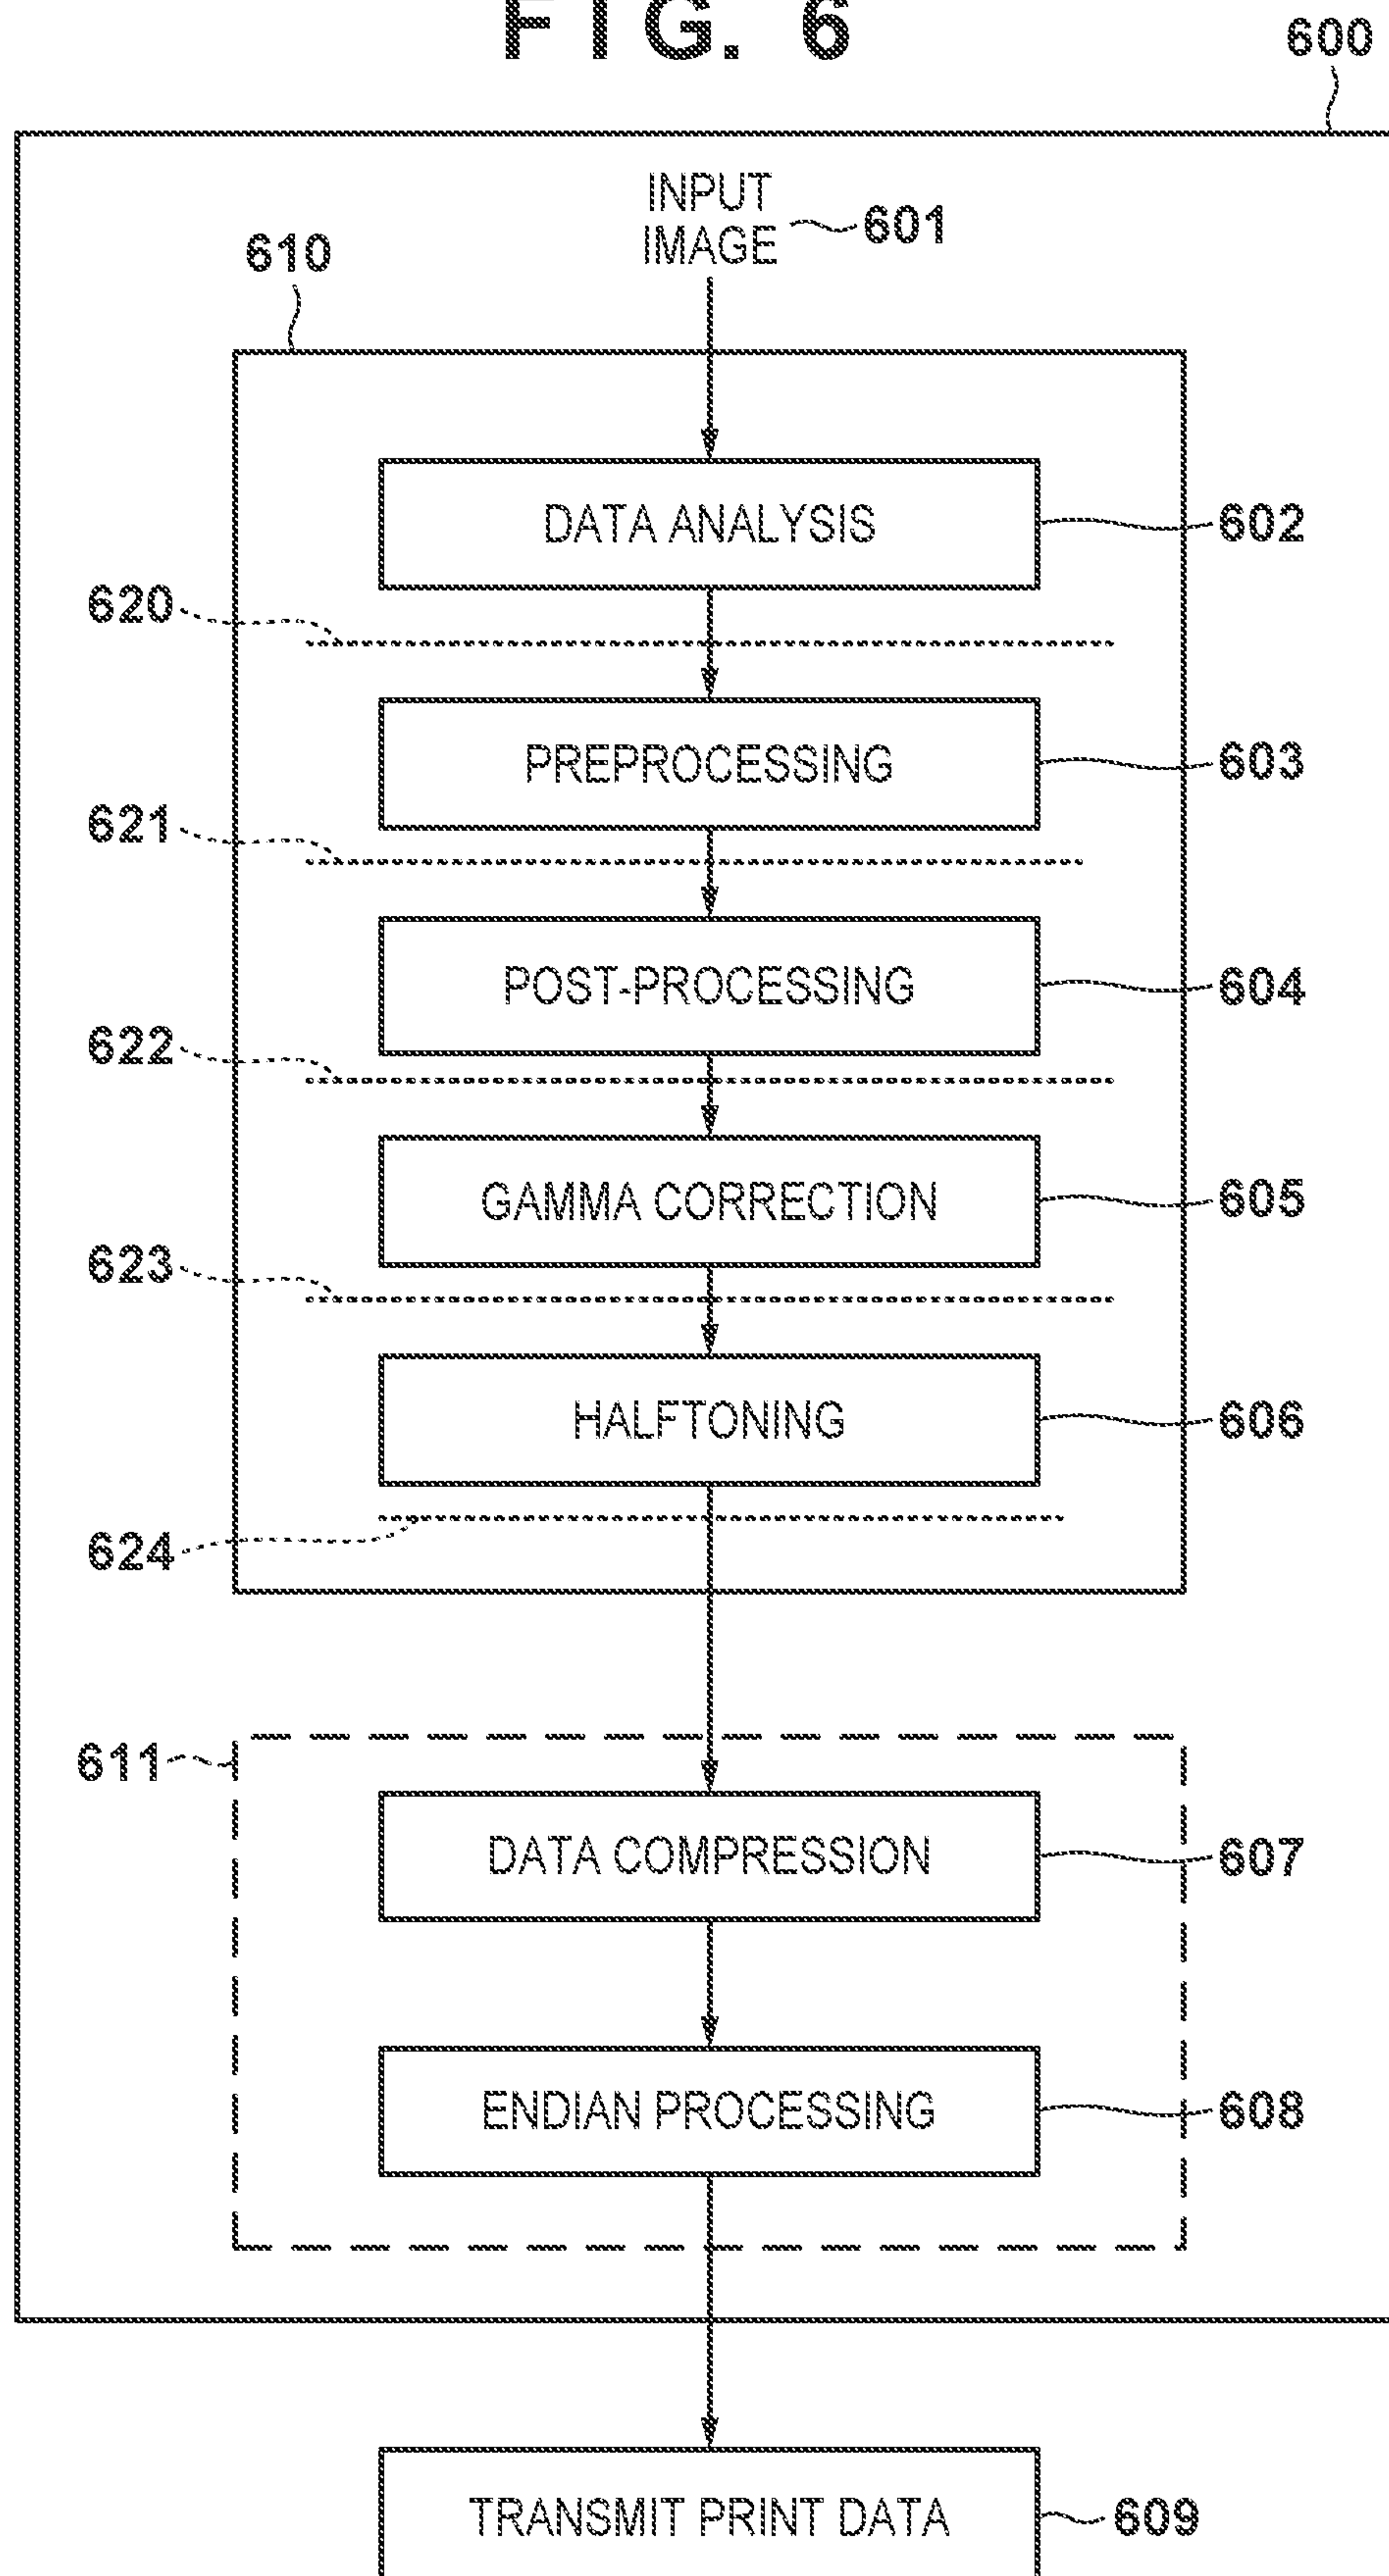 FIG. 6
600
INPUT
IMAGE
601
610
DATA ANALYSIS
602
620
PREPROCESSING
603
621
POST-PROCESSING
604
622
GAMMA CORRECTION
605
623
HALFTONING
606
624
611
DATA COMPRESSION
607
ENDIAN PROCESSING
608
TRANSMIT PRINT DATA
609